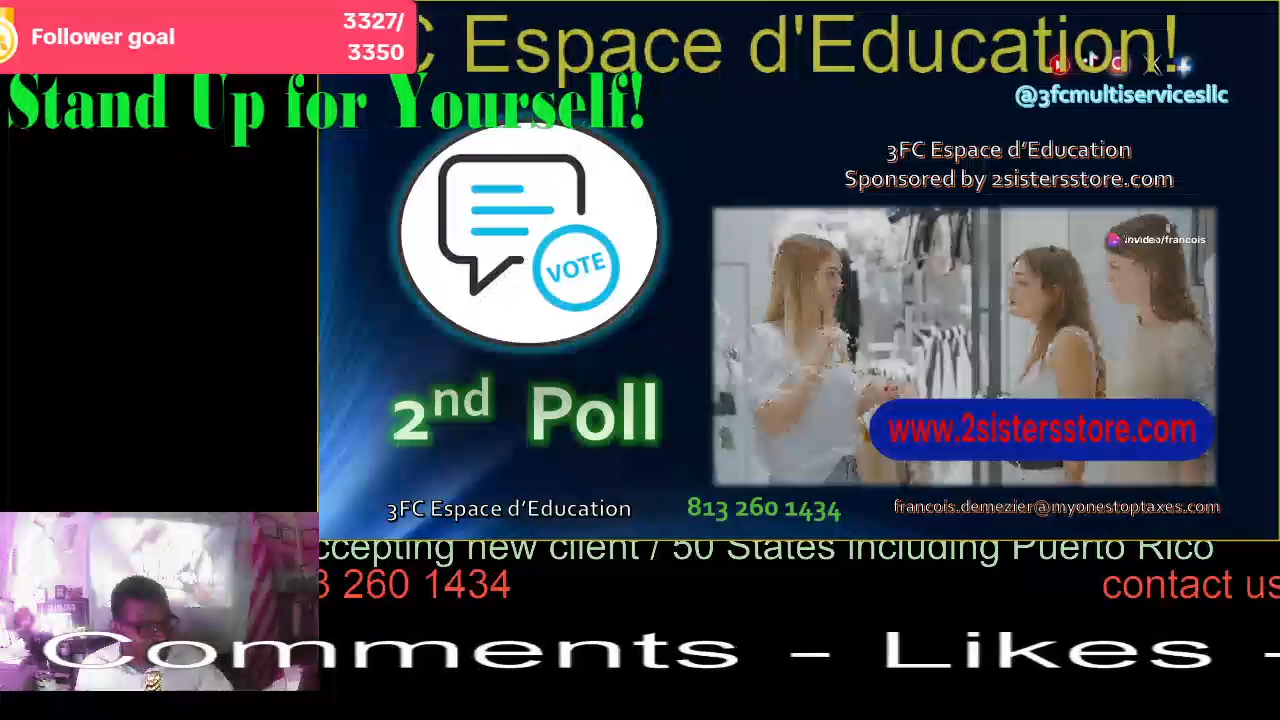 Follower goal
3327/
3350
C Espace d'Education!
Stand Up for Yourself!
@3fcmultiservicesllc
3FC Espace d'Education
Sponsored by 2sistersstore.com
invideo/francois
VOTE
www.2sistersstore.com
2nd Poll
3FC Espace d'Education
813 260 1434
francois.demezier@myonestoptaxes.com
ccepting new client / 50 States including Puerto Rico
3 260 1434
contact us
Comments - Likes -